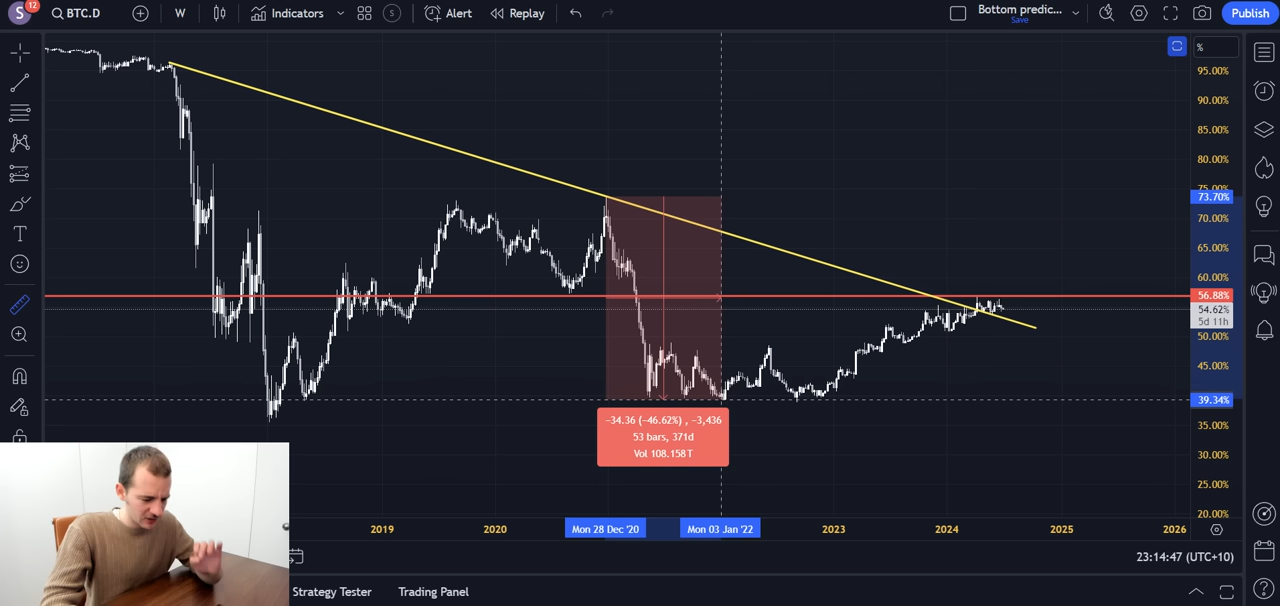 S 12 BTC.D W Indicators S Alert Replay Bottom predic... Publish
Save
%
95.00%
90.00%
85.00%
80.00%
75.00%
73.70%
70.00%
65.00%
60.00%
56.88%
54.62%
5d 11h
50.00%
45.00%
39.34%
35.00%
30.00%
25.00%
20.00%
T
−34.36 (−46.62%) , −3,436
53 bars, 371d
Vol 108.158T
2019 2020 Mon 28 Dec '20 Mon 03 Jan '22 2023 2024 2025 2026
23:14:47 (UTC+10)
Strategy Tester Trading Panel